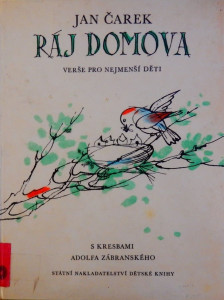 JAN ČAREK
RÁJ DOMOVA
VERŠE PRO NEJMENŠÍ DĚTI
S KRESBAMI
ADOLFA ZÁBRANSKÉHO
STÁTNÍ NAKLADATELSTVÍ DĚTSKÉ KNIHY